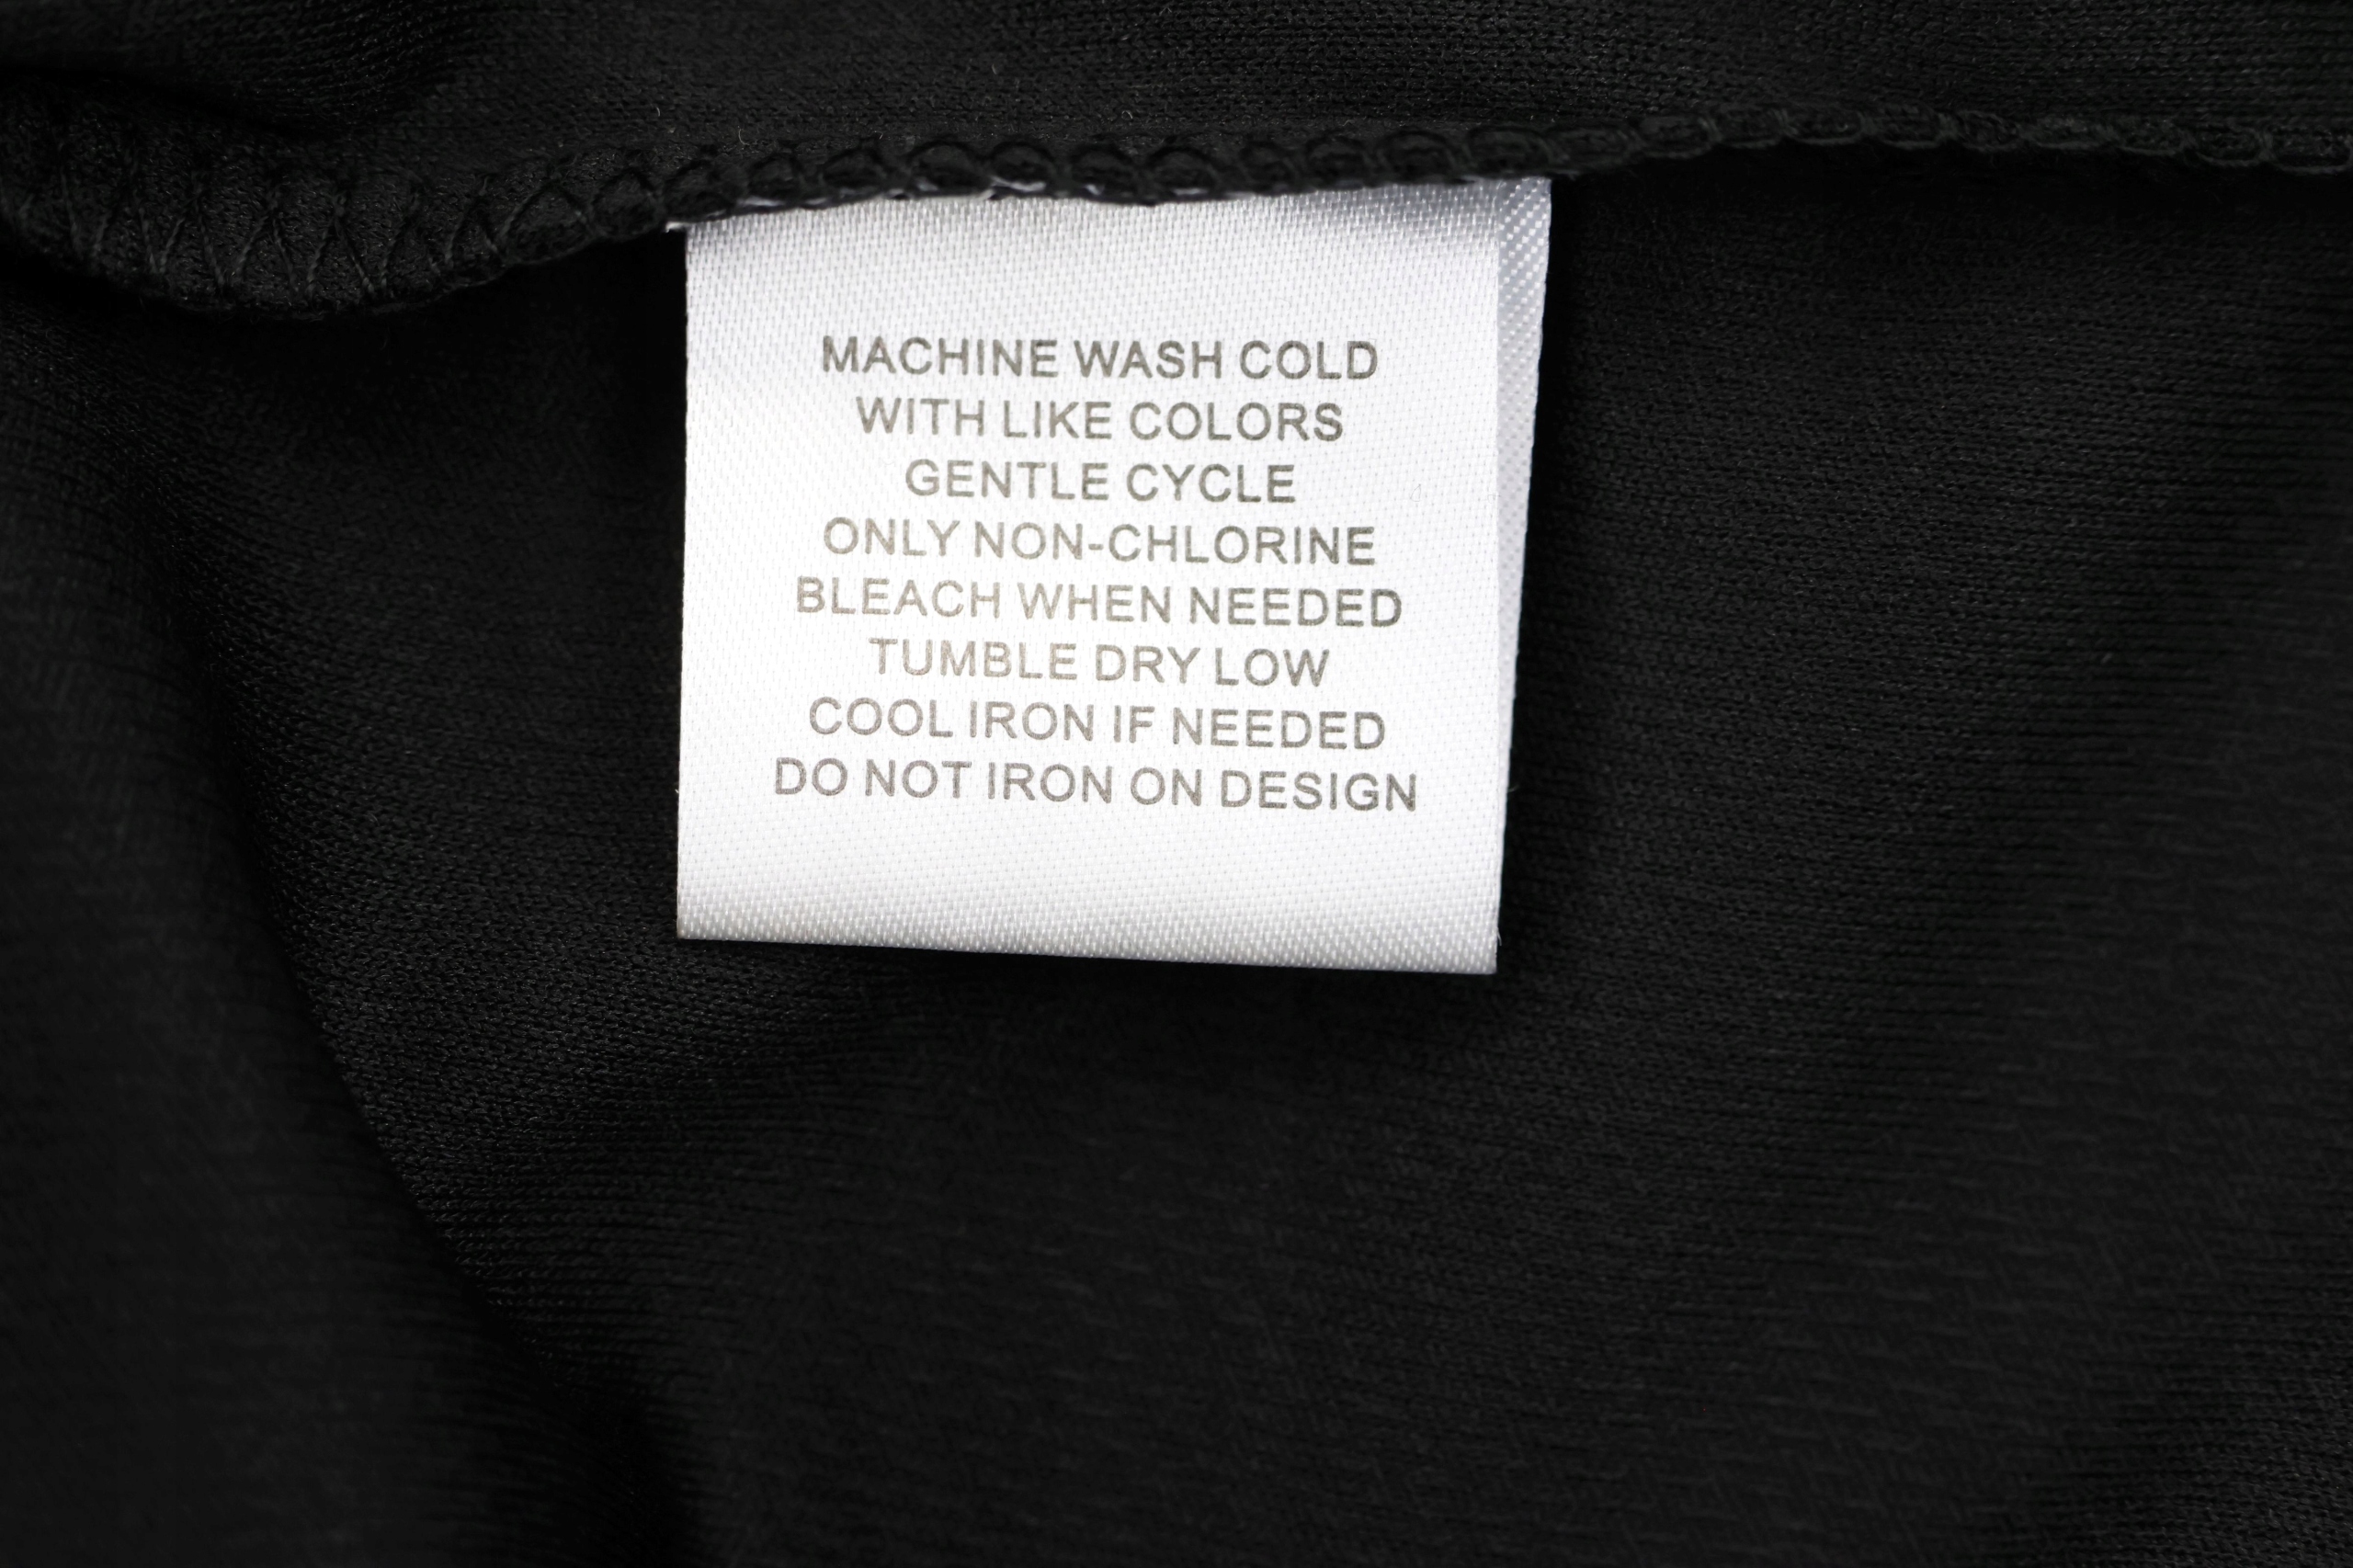 MACHINE WASH COLD
WITH LIKE COLORS
GENTLE CYCLE
ONLY NON-CHLORINE
BLEACH WHEN NEEDED
TUMBLE DRY LOW
COOL IRON IF NEEDED
DO NOT IRON ON DESIGN